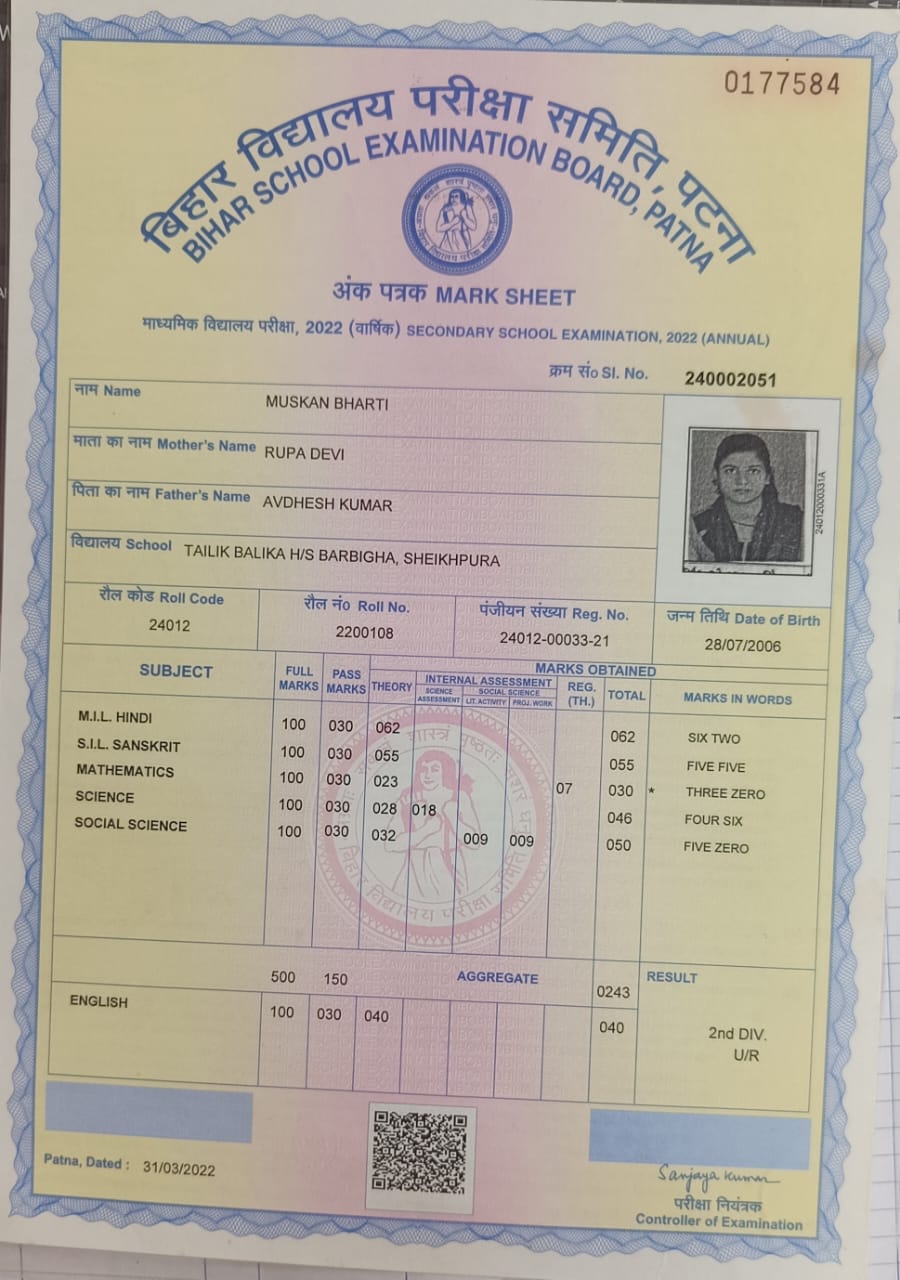 0177584
बिहार विद्यालय परीक्षा समिति, पटना
BIHAR SCHOOL EXAMINATION BOARD, PATNA
अंक पत्रक MARK SHEET
माध्यमिक विद्यालय परीक्षा, 2022 (वार्षिक) SECONDARY SCHOOL EXAMINATION, 2022 (ANNUAL)
क्रम सं० Sl. No. 240002051
नाम Name MUSKAN BHARTI
माता का नाम Mother's Name RUPA DEVI
पिता का नाम Father's Name AVDHESH KUMAR
विद्यालय School TAILIK BALIKA H/S BARBIGHA, SHEIKHPURA
24012000331A
रौल कोड Roll Code रौल नं० Roll No. पंजीयन संख्या Reg. No. जन्म तिथि Date of Birth
24012 2200108 24012-00033-21 28/07/2006
SUBJECT FULL MARKS PASS MARKS THEORY MARKS OBTAINED
INTERNAL ASSESSMENT REG. (TH.) TOTAL MARKS IN WORDS
SCIENCE ASSESSMENT SOCIAL SCIENCE
LIT. ACTIVITY PROJ. WORK
M.I.L. HINDI 100 030 062 062 SIX TWO
S.I.L. SANSKRIT 100 030 055 055 FIVE FIVE
MATHEMATICS 100 030 023 07 030 * THREE ZERO
SCIENCE 100 030 028 018 046 FOUR SIX
SOCIAL SCIENCE 100 030 032 009 009 050 FIVE ZERO
500 150 AGGREGATE 0243 RESULT
ENGLISH 100 030 040 040 2nd DIV.
U/R
Patna, Dated : 31/03/2022
Sanjaya Kumar
परीक्षा नियंत्रक
Controller of Examination